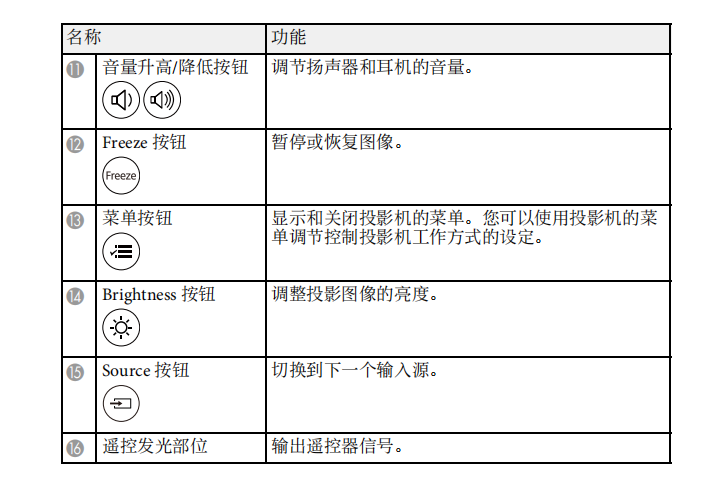 名称 功能
⑪ 音量升高/降低按钮 调节扬声器和耳机的音量。
⑫ Freeze 按钮 暂停或恢复图像。
Freeze
⑬ 菜单按钮 显示和关闭投影机的菜单。您可以使用投影机的菜
单调节控制投影机工作方式的设定。
⑭ Brightness 按钮 调整投影图像的亮度。
⑮ Source 按钮 切换到下一个输入源。
⑯ 遥控发光部位 输出遥控器信号。